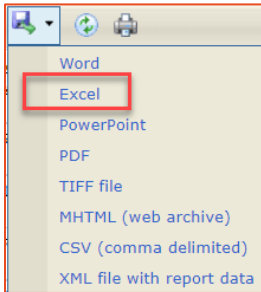 Word
Excel
PowerPoint
PDF
TIFF file
MHTML (web archive)
CSV (comma delimited)
XML file with report data